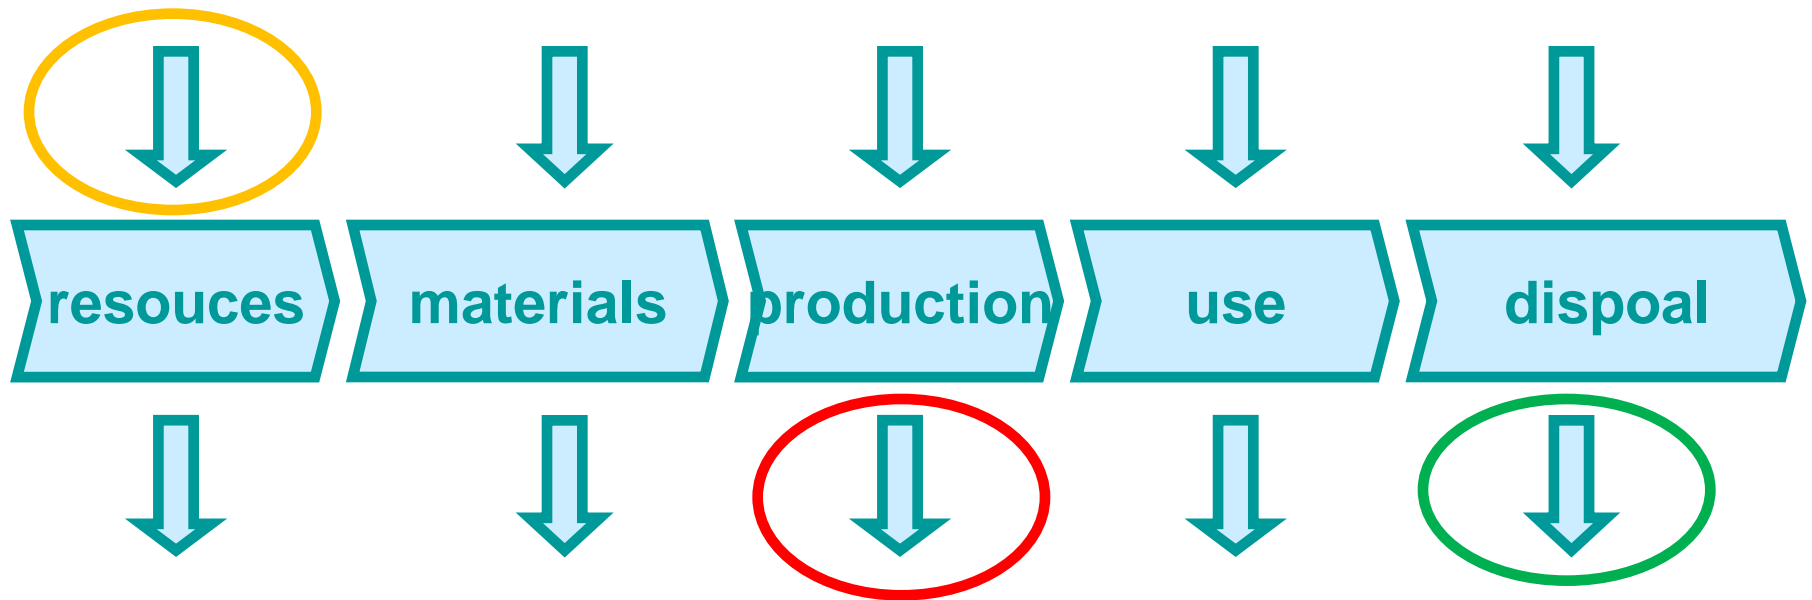 resouces
materials
production
use
dispoal